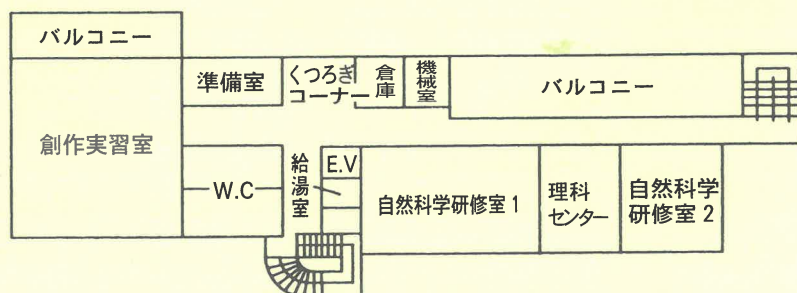 バルコニー
準備室
くつろぎ
コーナー
倉庫
機械室
バルコニー
創作実習室
W.C
給湯室
E.V
自然科学研修室1
理科
センター
自然科学
研修室2